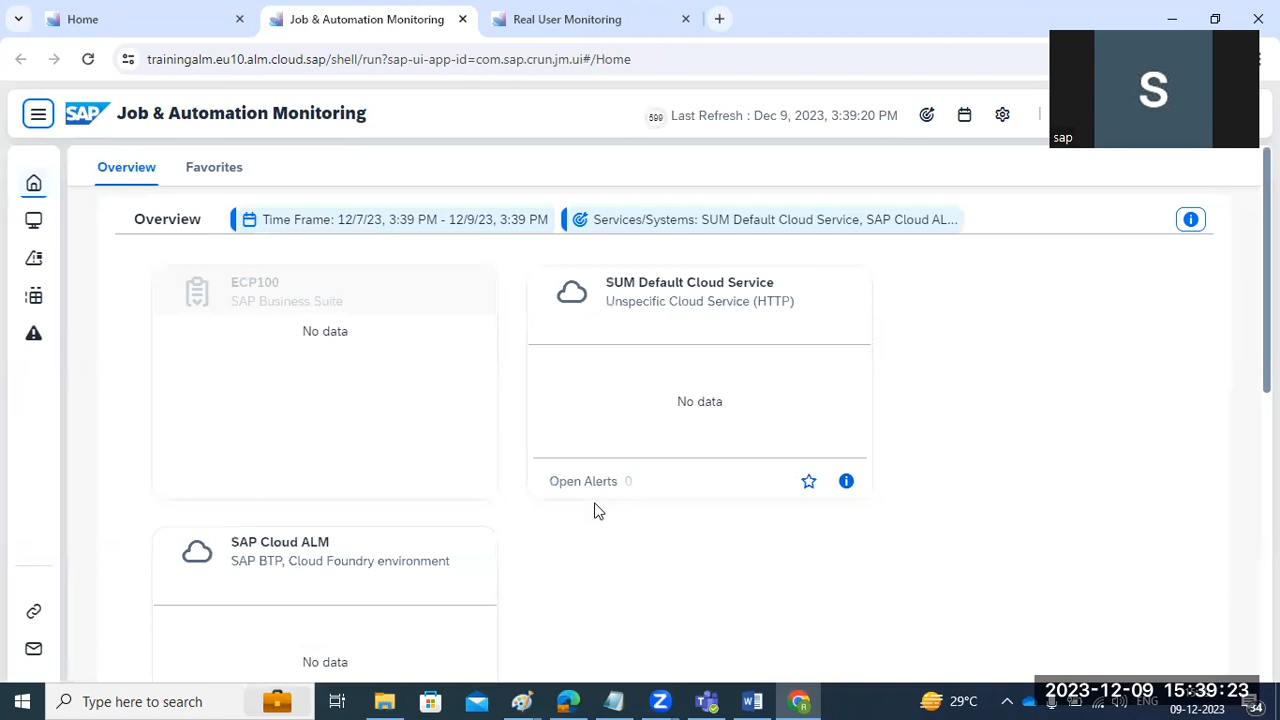 Home
Job & Automation Monitoring
Real User Monitoring
trainingalm.eu10.alm.cloud.sap/shell/run?sap-ui-app-id=com.sap.crun.jm.ui#/Home
S
sap
SAP
Job & Automation Monitoring
599
Last Refresh : Dec 9, 2023, 3:39:20 PM
Overview
Favorites
Overview
Time Frame: 12/7/23, 3:39 PM - 12/9/23, 3:39 PM
Services/Systems: SUM Default Cloud Service, SAP Cloud AL...
ECP100
SAP Business Suite
No data
SUM Default Cloud Service
Unspecific Cloud Service (HTTP)
No data
Open Alerts 0
SAP Cloud ALM
SAP BTP, Cloud Foundry environment
No data
Type here to search
29°C
ENG
2023-12-09 15:39:23
09-12-2023
34